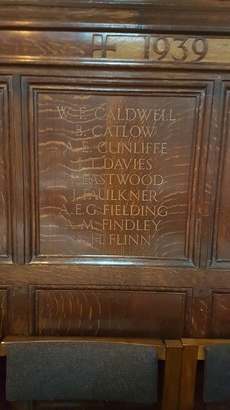 1939
W. E. CALDWELL
B. CATLOW
A. E. CUNLIFFE
DAVIES
EASTWOOD
J. FAULKNER
A. E. G. FIELDING
A. M. FINDLEY
H. FLINN